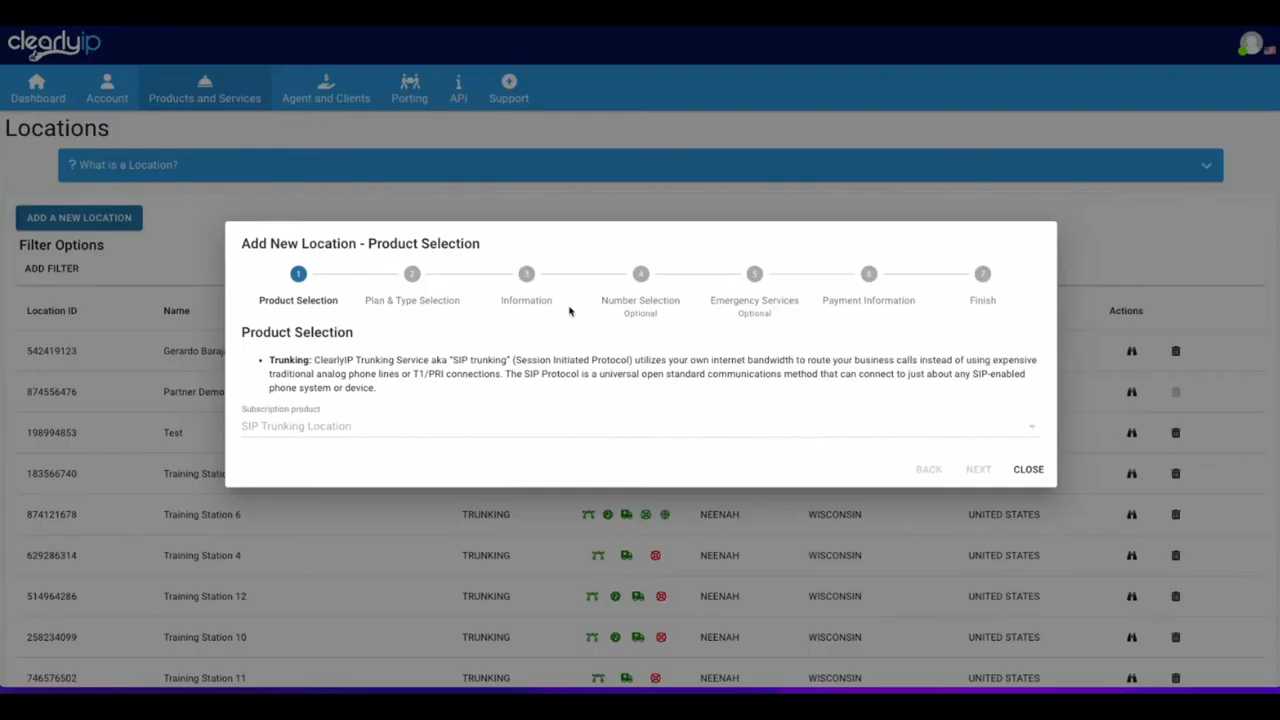 clearlyip
Dashboard
Account
Products and Services
Agent and Clients
Porting
API
Support
Locations
? What is a Location?
ADD A NEW LOCATION
Filter Options
ADD FILTER
Add New Location - Product Selection
1
2
3
4
5
6
7
Product Selection
Plan & Type Selection
Information
Number Selection
Optional
Emergency Services
Optional
Payment Information
Finish
Product Selection
• Trunking: ClearlyIP Trunking Service aka "SIP trunking" (Session Initiated Protocol) utilizes your own internet bandwidth to route your business calls instead of using expensive
traditional analog phone lines or T1/PRI connections. The SIP Protocol is a universal open standard communications method that can connect to just about any SIP-enabled
phone system or device.
Subscription product
SIP Trunking Location
BACK
NEXT
CLOSE
Location ID
Name
Actions
542419123
Gerardo Baraj
874556476
Partner Demo
198994853
Test
183566740
Training Statio
874121678
Training Station 6
TRUNKING
NEENAH
WISCONSIN
UNITED STATES
629286314
Training Station 4
TRUNKING
NEENAH
WISCONSIN
UNITED STATES
514964286
Training Station 12
TRUNKING
NEENAH
WISCONSIN
UNITED STATES
258234099
Training Station 10
TRUNKING
NEENAH
WISCONSIN
UNITED STATES
746576502
Training Station 11
TRUNKING
NEENAH
WISCONSIN
UNITED STATES